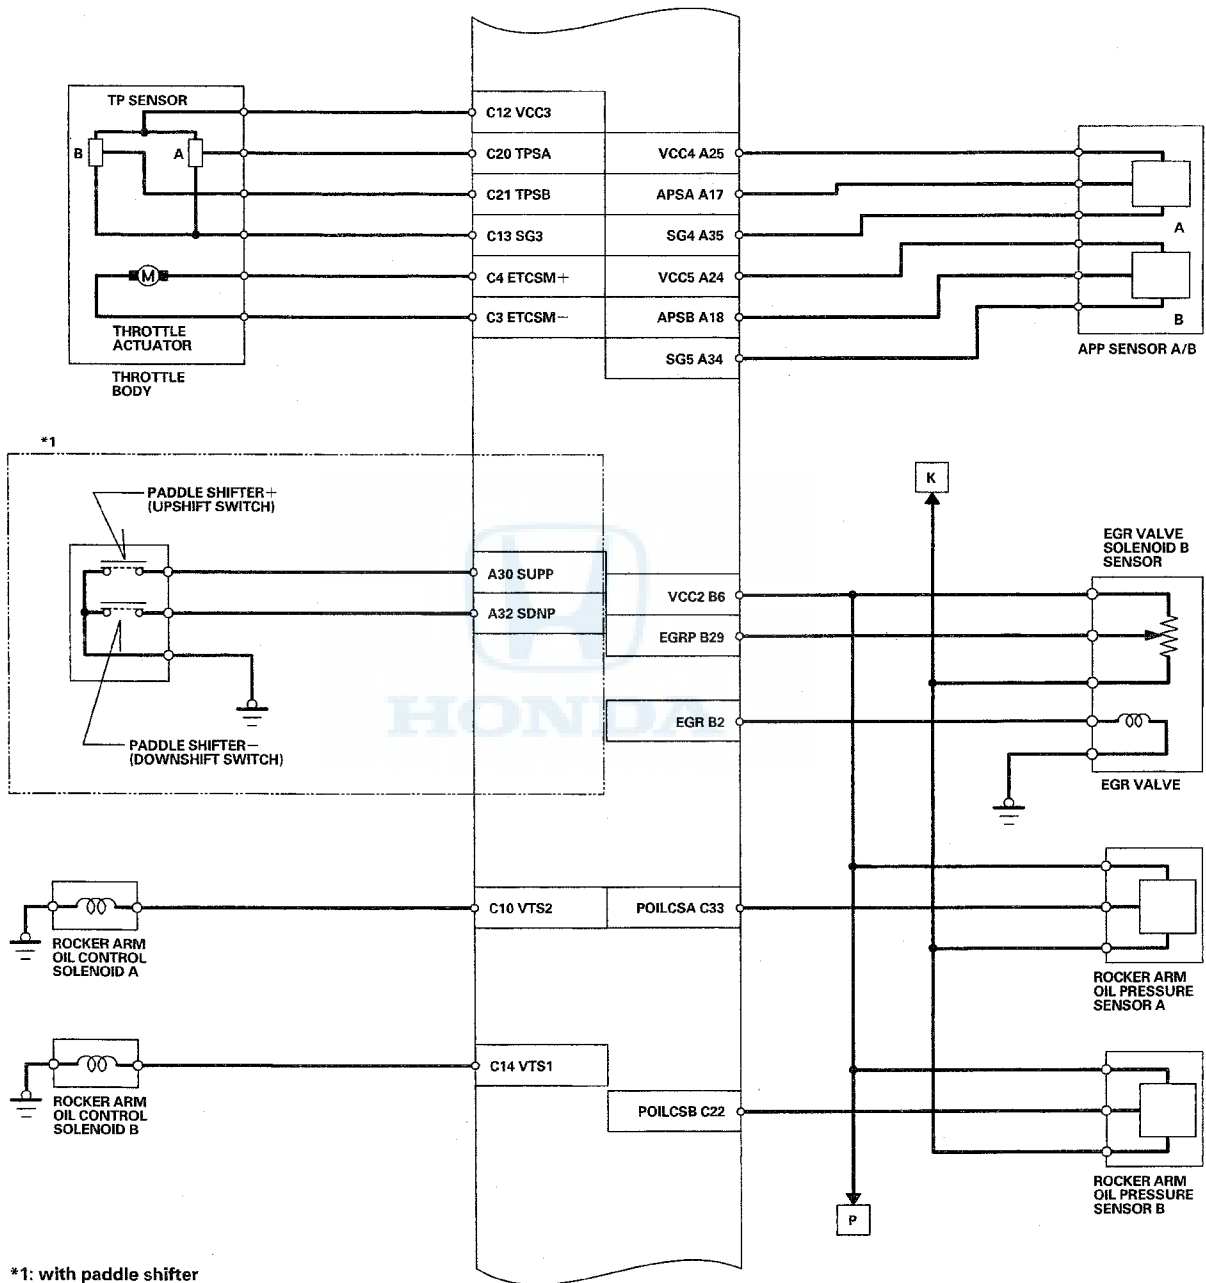 TP SENSOR
B
A
M
THROTTLE
ACTUATOR
THROTTLE
BODY
C12 VCC3
C20 TPSA
C21 TPSB
C13 SG3
C4 ETCSM+
C3 ETCSM−
VCC4 A25
APSA A17
SG4 A35
VCC5 A24
APSB A18
SG5 A34
A
B
APP SENSOR A/B
*1
PADDLE SHIFTER+
(UPSHIFT SWITCH)
PADDLE SHIFTER−
(DOWNSHIFT SWITCH)
A30 SUPP
A32 SDNP
VCC2 B6
EGRP B29
EGR B2
HONDA
K
EGR VALVE
SOLENOID B
SENSOR
EGR VALVE
ROCKER ARM
OIL CONTROL
SOLENOID A
C10 VTS2
POILCSA C33
ROCKER ARM
OIL PRESSURE
SENSOR A
ROCKER ARM
OIL CONTROL
SOLENOID B
C14 VTS1
POILCSB C22
ROCKER ARM
OIL PRESSURE
SENSOR B
P
*1: with paddle shifter